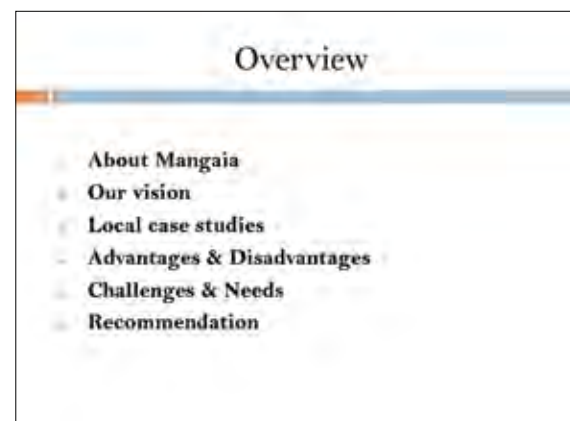 Overview
About Mangaia
Our vision
Local case studies
Advantages & Disadvantages
Challenges & Needs
Recommendation